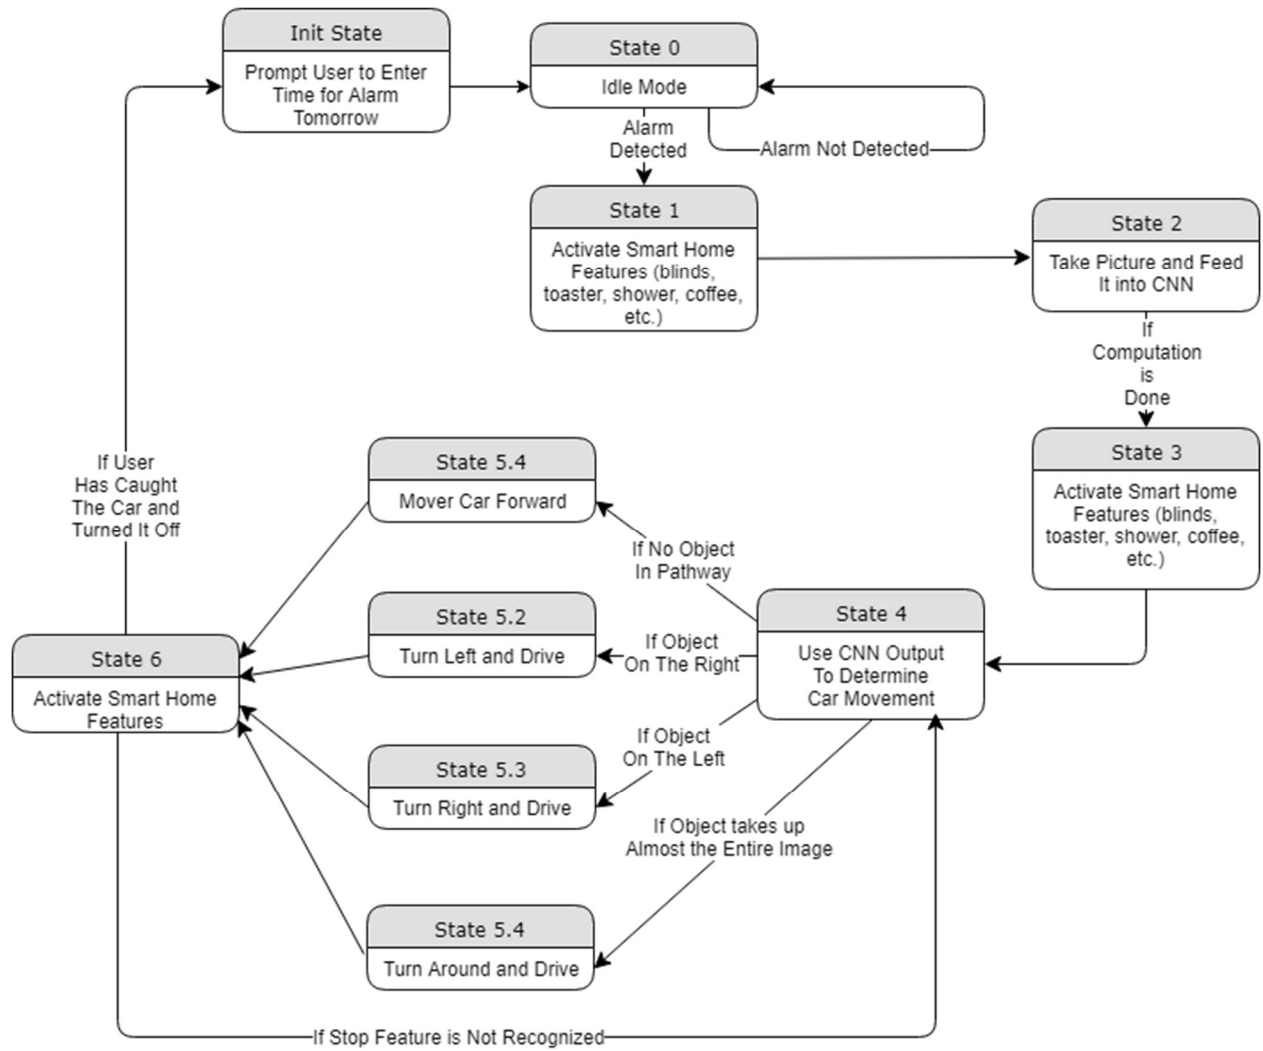 Init State
Prompt User to Enter
Time for Alarm
Tomorrow
State 0
Idle Mode
Alarm
Detected
Alarm Not Detected
State 1
Activate Smart Home
Features (blinds,
toaster, shower, coffee,
etc.)
State 2
Take Picture and Feed
It into CNN
If
Computation
is
Done
State 3
Activate Smart Home
Features (blinds,
toaster, shower, coffee,
etc.)
State 4
Use CNN Output
To Determine
Car Movement
If No Object
In Pathway
State 5.4
Mover Car Forward
If Object
On The Right
State 5.2
Turn Left and Drive
If Object
On The Left
State 5.3
Turn Right and Drive
If Object takes up
Almost the Entire Image
State 5.4
Turn Around and Drive
State 6
Activate Smart Home
Features
If User
Has Caught
The Car and
Turned It Off
If Stop Feature is Not Recognized